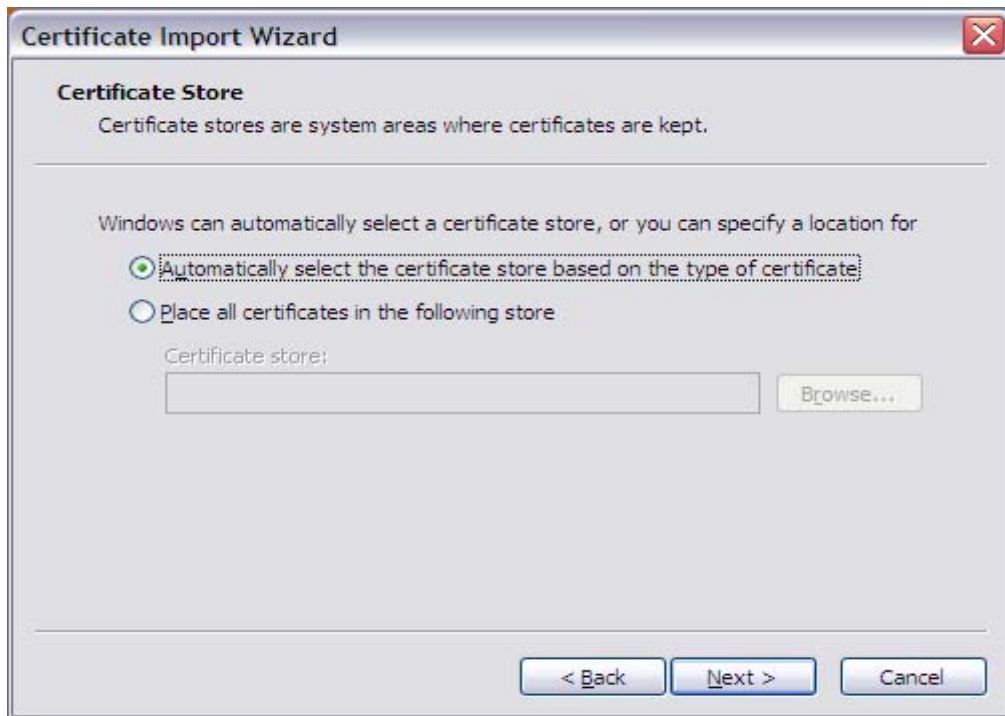 Certificate Import Wizard
Certificate Store
Certificate stores are system areas where certificates are kept.
Windows can automatically select a certificate store, or you can specify a location for
Automatically select the certificate store based on the type of certificate
Place all certificates in the following store
Certificate store:
Browse...
< Back
Next >
Cancel